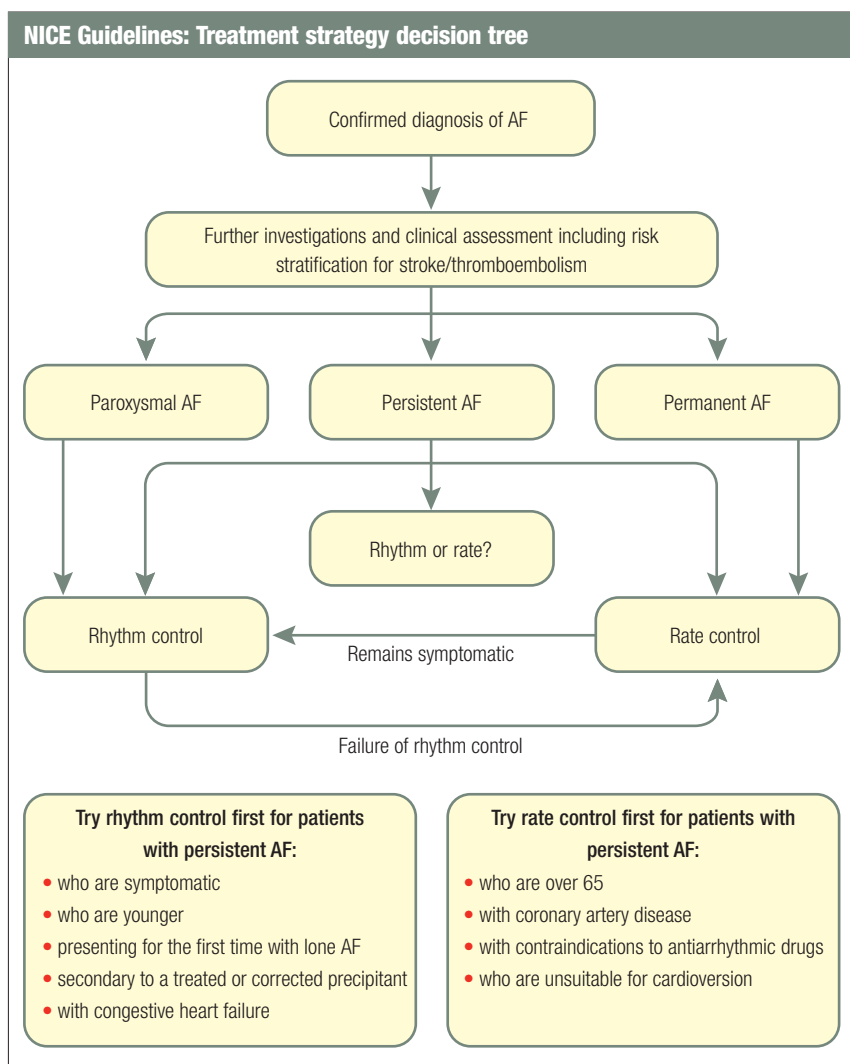 NICE Guidelines: Treatment strategy decision tree
Confirmed diagnosis of AF
Further investigations and clinical assessment including risk
stratification for stroke/thromboembolism
Paroxysmal AF
Persistent AF
Permanent AF
Rhythm or rate?
Rhythm control
Remains symptomatic
Rate control
Failure of rhythm control
Try rhythm control first for patients
with persistent AF:
• who are symptomatic
• who are younger
• presenting for the first time with lone AF
• secondary to a treated or corrected precipitant
• with congestive heart failure
Try rate control first for patients with
persistent AF:
• who are over 65
• with coronary artery disease
• with contraindications to antiarrhythmic drugs
• who are unsuitable for cardioversion